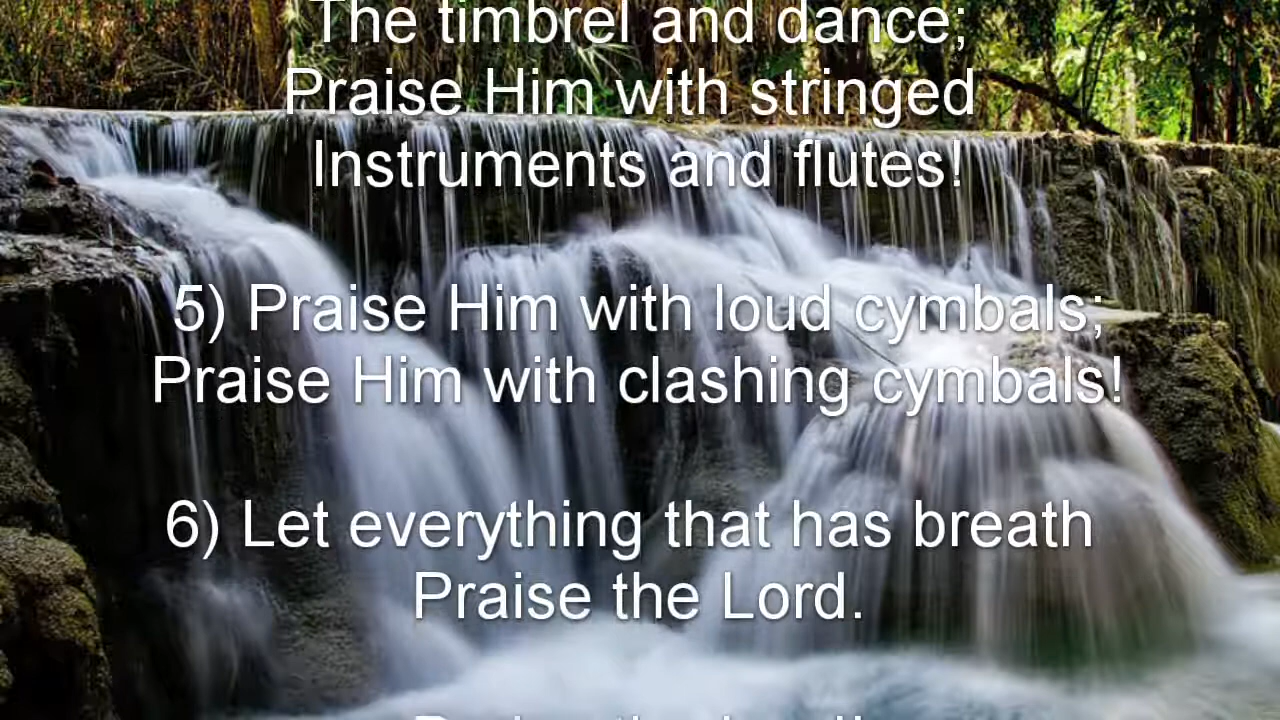 The timbrel and dance;
Praise Him with stringed
Instruments and flutes!
5) Praise Him with loud cymbals;
Praise Him with clashing cymbals!
6) Let everything that has breath
Praise the Lord.